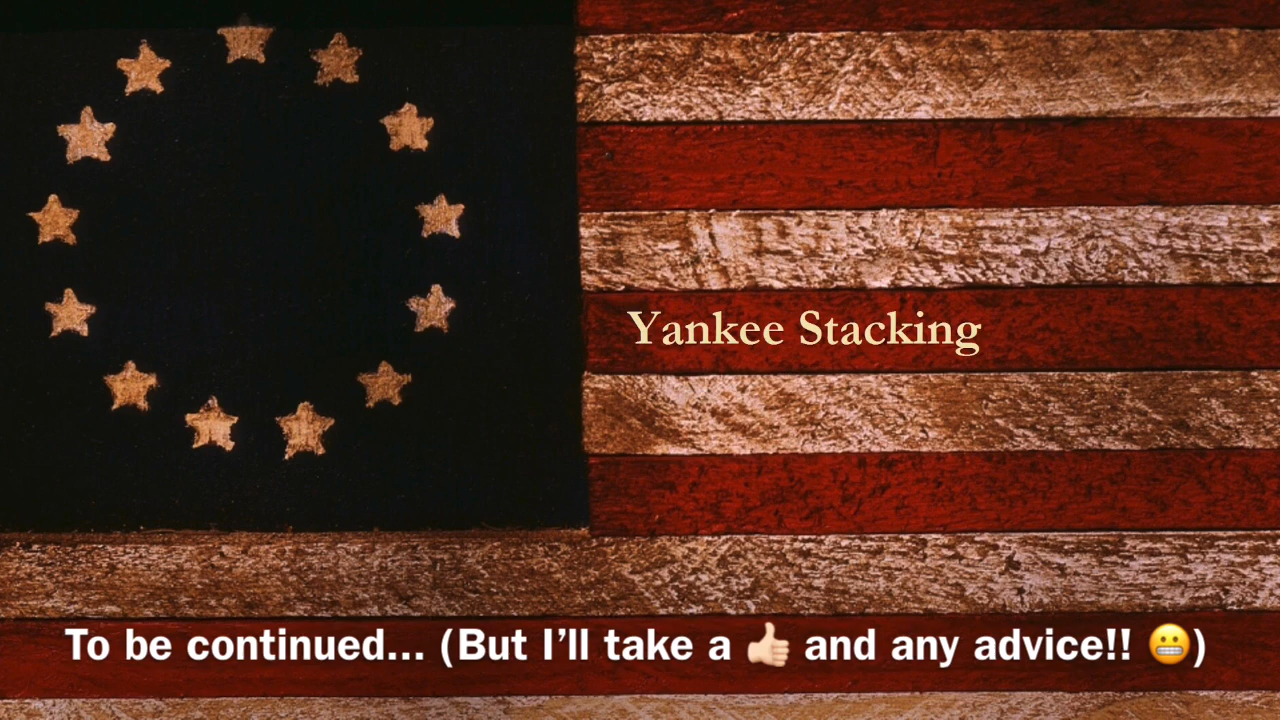 Yankee Stacking
To be continued... (But I’ll take a 👍🏻 and any advice!! 😬)